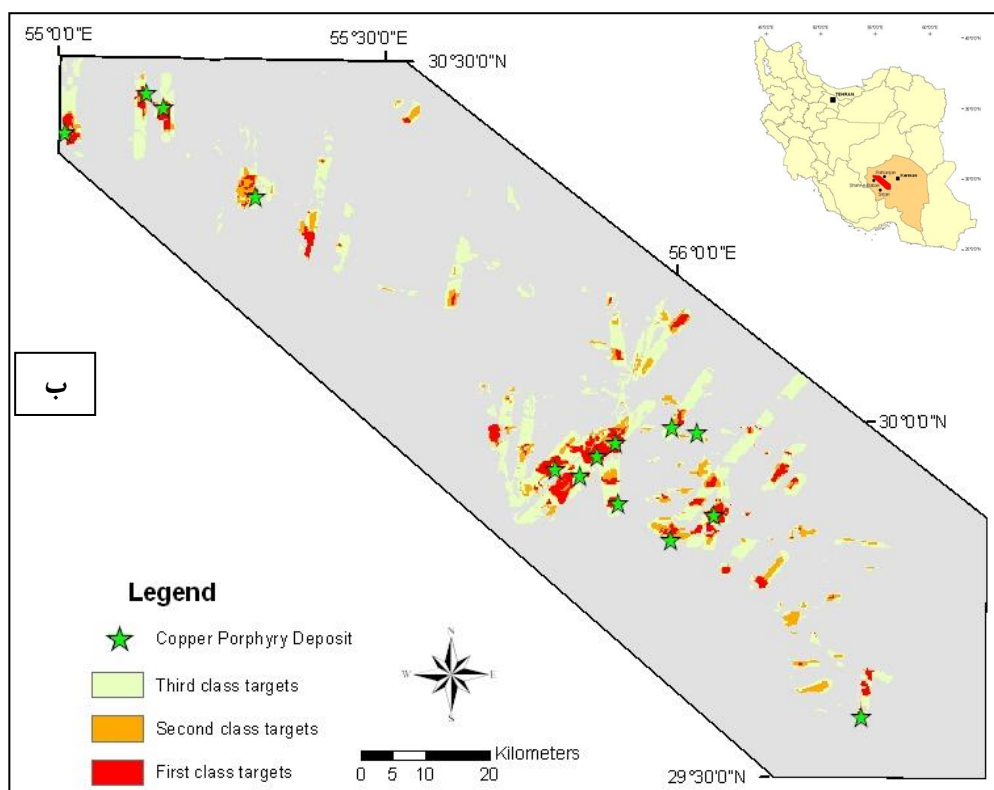 55°0'0"E
55°30'0"E
30°30'0"N
TEHRAN
Kerman
56°0'0"E
ب
30°0'0"N
Legend
Copper Porphyry Deposit
Third class targets
Second class targets
First class targets
N
W E
S
Kilometers
0 5 10 20
29°30'0"N